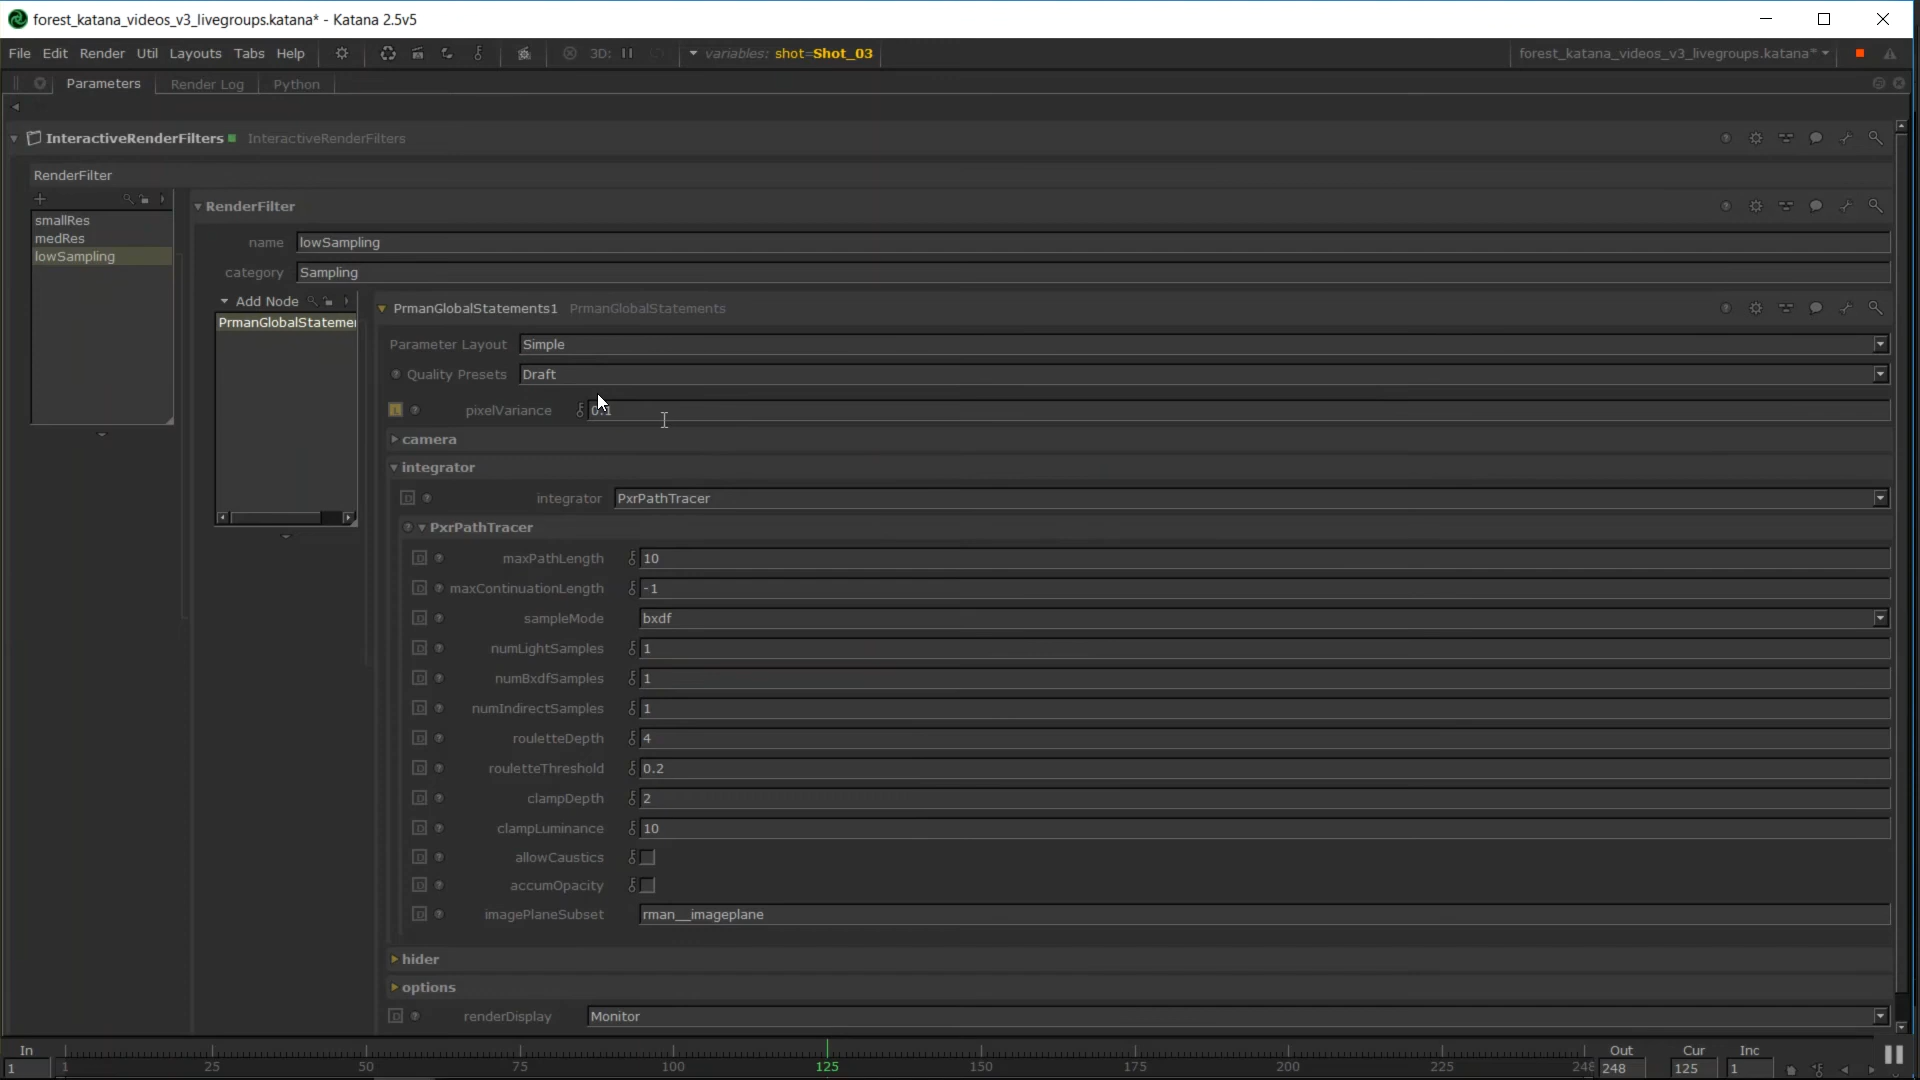 forest_katana_videos_v3_livegroups.katana* - Katana 2.5v5
File Edit Render Util Layouts Tabs Help 3D: variables: shot=Shot_03 forest_katana_videos_v3_livegroups.katana*
Parameters Render Log Python
InteractiveRenderFilters InteractiveRenderFilters
RenderFilter
smallRes
medRes
lowSampling
RenderFilter
name lowSampling
category Sampling
Add Node
PrmanGlobalStatemen
PrmanGlobalStatements1 PrmanGlobalStatements
Parameter Layout Simple
Quality Presets Draft
pixelVariance 0.1
camera
integrator
integrator PxrPathTracer
PxrPathTracer
maxPathLength 10
maxContinuationLength -1
sampleMode bxdf
numLightSamples 1
numBxdfSamples 1
numIndirectSamples 1
rouletteDepth 4
rouletteThreshold 0.2
clampDepth 2
clampLuminance 10
allowCaustics
accumOpacity
imagePlaneSubset rman__imageplane
hider
options
renderDisplay Monitor
In Out Cur Inc
1 1 25 50 75 100 125 150 175 200 225 248 248 125 1